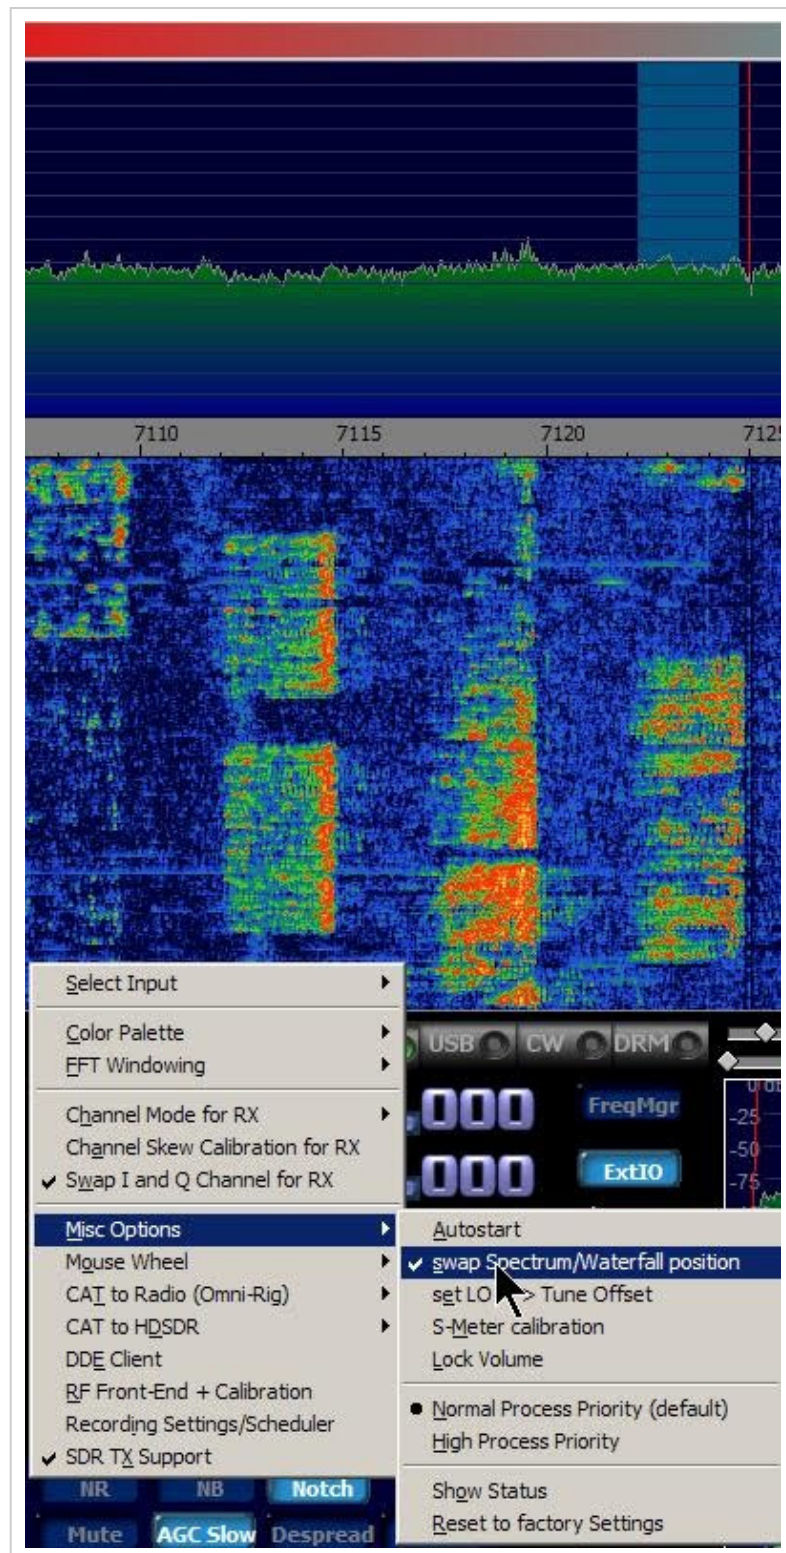 7110 7115 7120 712
Select Input
Color Palette
FFT Windowing
Channel Mode for RX
Channel Skew Calibration for RX
Swap I and Q Channel for RX
Misc Options
Mouse Wheel
CAT to Radio (Omni-Rig)
CAT to HDSDR
DDE Client
RF Front-End + Calibration
Recording Settings/Scheduler
SDR TX Support
USB CW DRM
000 FreqMgr
-25
-50
000 ExtIO
-75
Autostart
swap Spectrum/Waterfall position
set LO > Tune Offset
S-Meter calibration
Lock Volume
Normal Process Priority (default)
High Process Priority
Show Status
Reset to factory Settings
NR NB Notch
Mute AGC Slow Despread